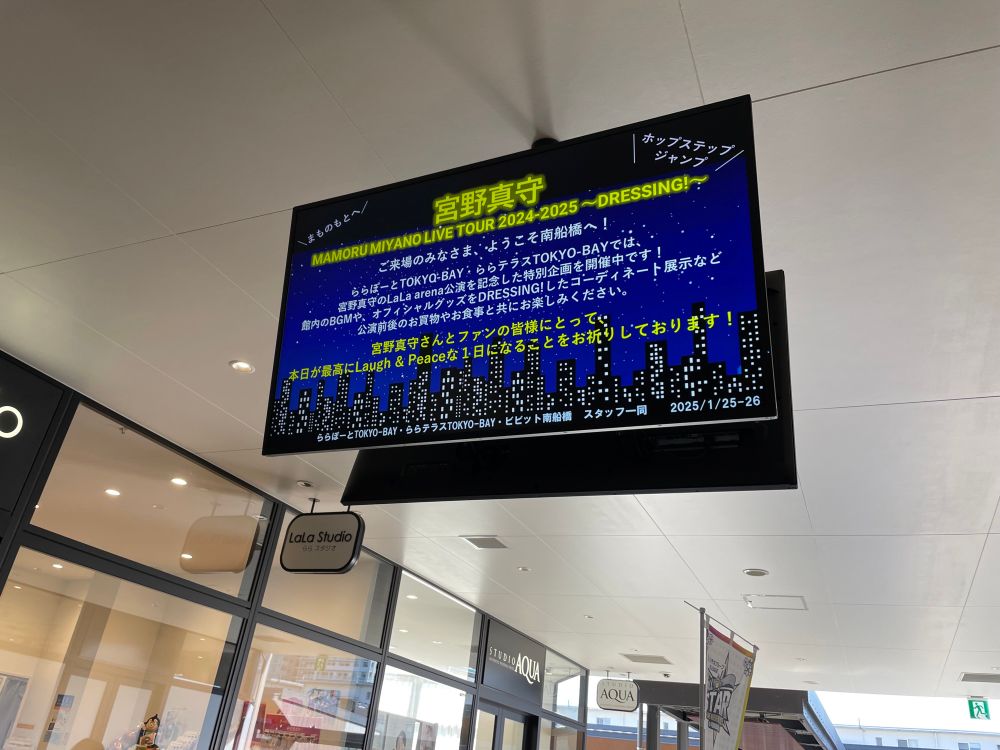 ホップステップ
ジャンプ
まものもとへ
宮野真守
MAMORU MIYANO LIVE TOUR 2024-2025 ～DRESSING!～
ご来場のみなさま、ようこそ南船橋へ！
ららぽーとTOKYO-BAY・ららテラスTOKYO-BAYでは、
宮野真守のLaLa arena公演を記念した特別企画を開催中です！
館内のBGMや、オフィシャルグッズをDRESSING!したコーディネート展示など
公演前後のお買物やお食事と共にお楽しみください。
宮野真守さんとファンの皆様にとって、
本日が最高にLaugh & Peaceな１日になることをお祈りしております！
ららぽーとTOKYO-BAY・ららテラスTOKYO-BAY・ビビット南船橋 スタッフ一同 2025/1/25-26
LaLa Studio
らら スタジオ
STUDIO AQUA
STUDIO
AQUA